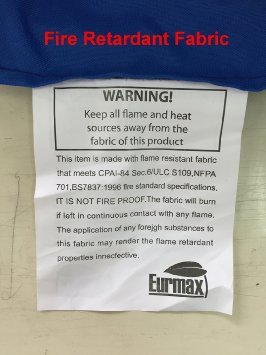 Fire Retardant Fabric
WARNING!
Keep all flame and heat
sources away from the
fabric of this product
This item is made with flame resistant fabric
that meets CPAI-84 Sec.6/ULC S109,NFPA
701,BS7837:1996 fire standard specifications.
IT IS NOT FIRE PROOF.The fabric will burn
if left in continuous contact with any flame.
The application of any forejgh substances to
this fabric may render the flame retardant
properties innefective.
Eurmax